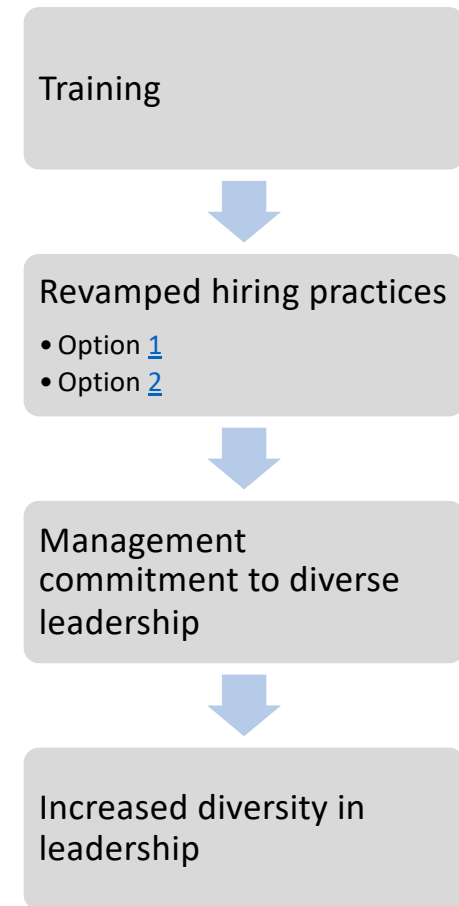 Training
Revamped hiring practices
• Option 1
• Option 2
Management
commitment to diverse
leadership
Increased diversity in
leadership